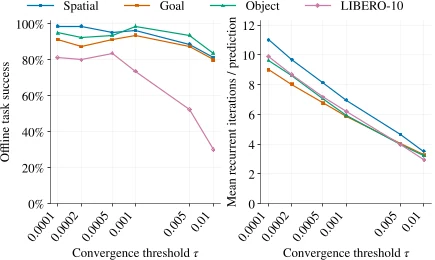 Spatial Goal Object LIBERO-10
Offline task success
100%
80%
60%
40%
20%
0%
0.0001 0.0002 0.0005 0.001 0.005 0.01
Convergence threshold τ
Mean recurrent iterations / prediction
12
10
8
6
4
2
0
0.0001 0.0002 0.0005 0.001 0.005 0.01
Convergence threshold τ